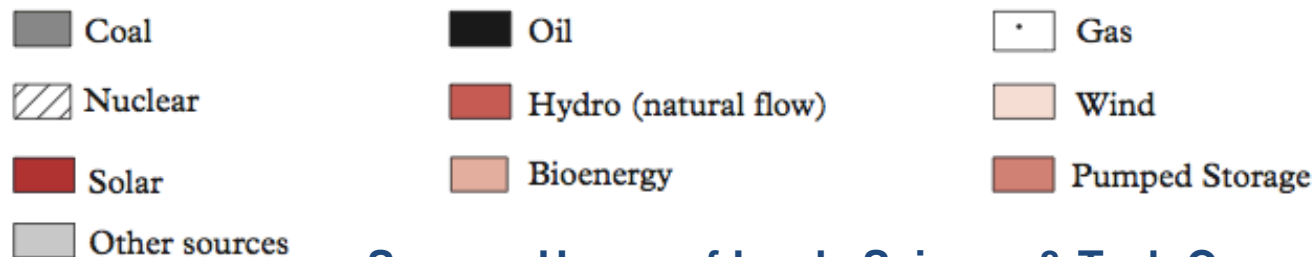 Coal Oil Gas
Nuclear Hydro (natural flow) Wind
Solar Bioenergy Pumped Storage
Other sources